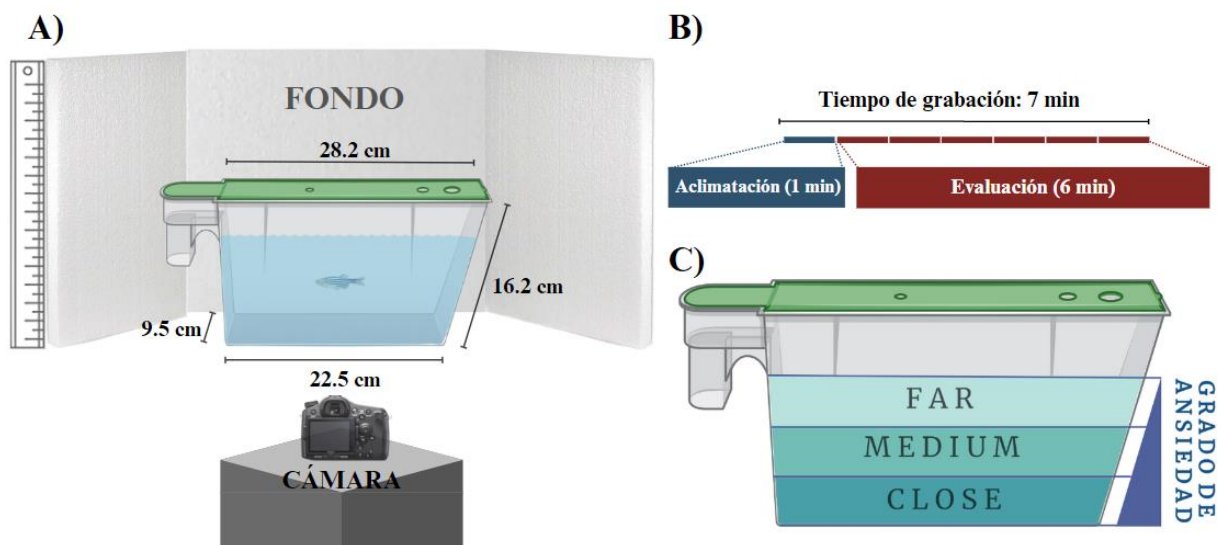 A)
FONDO
28.2 cm
16.2 cm
9.5 cm
22.5 cm
CÁMARA
B)
Tiempo de grabación: 7 min
Aclimatación (1 min)
Evaluación (6 min)
C)
FAR
MEDIUM
CLOSE
GRADO DE
ANSIEDAD